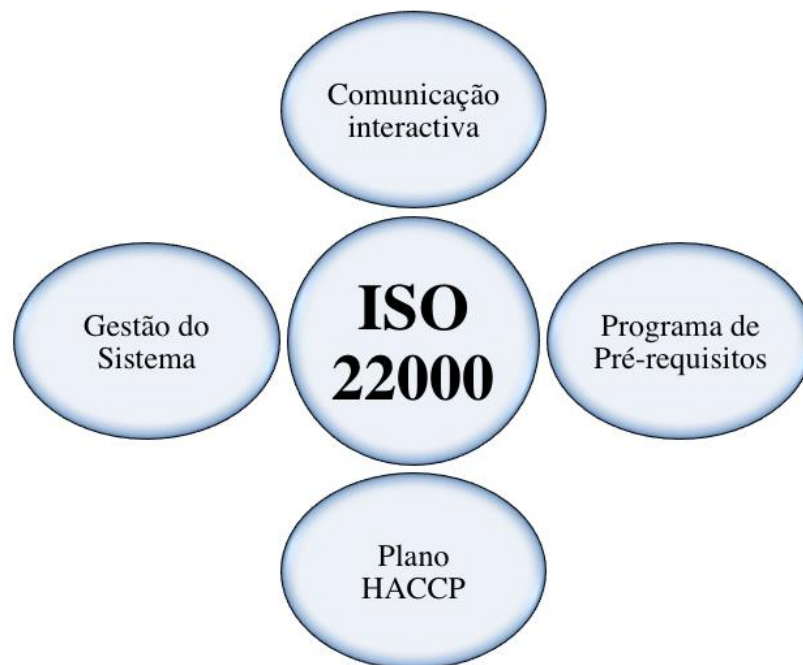 Comunicação
interactiva
Gestão do
Sistema
ISO
22000
Programa de
Pré-requisitos
Plano
HACCP